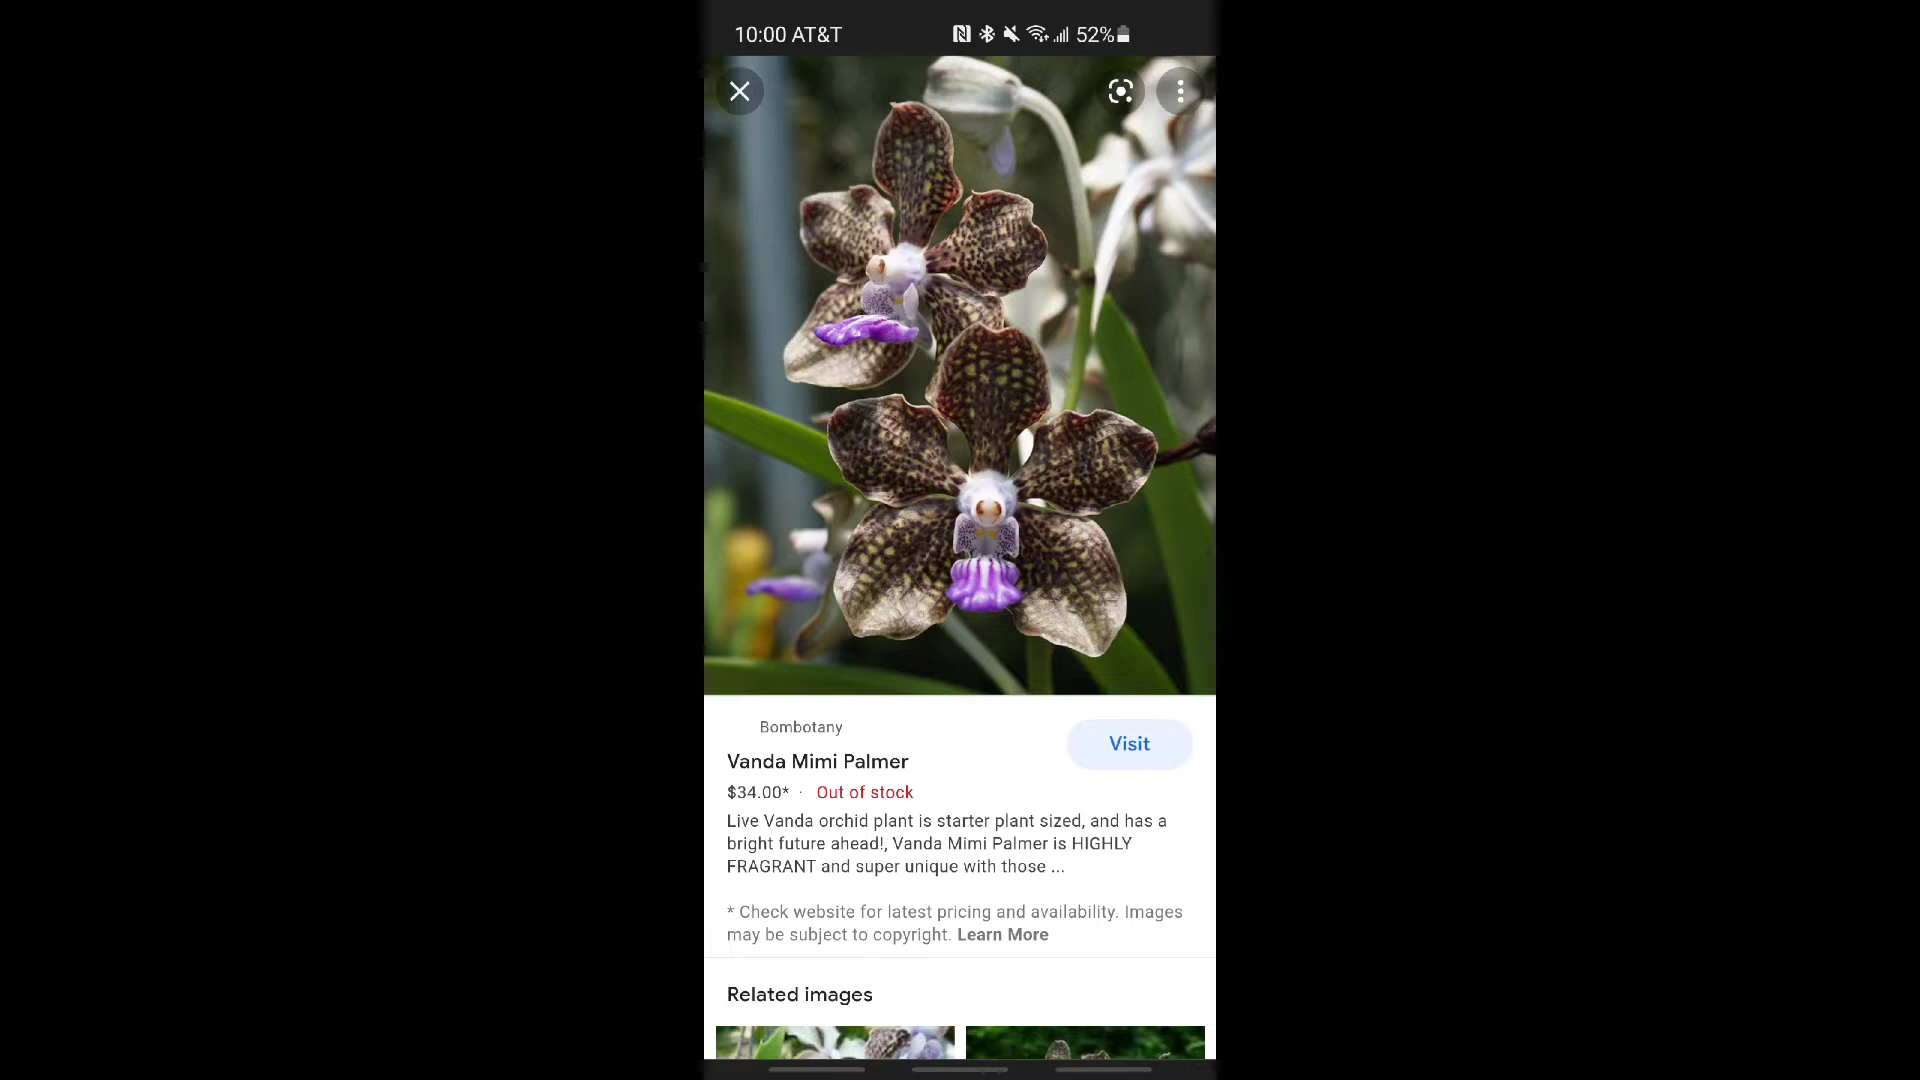 10:00 AT&T 52%
Bombotany
Visit
Vanda Mimi Palmer
$34.00* · Out of stock
Live Vanda orchid plant is starter plant sized, and has a
bright future ahead!, Vanda Mimi Palmer is HIGHLY
FRAGRANT and super unique with those ...
* Check website for latest pricing and availability. Images
may be subject to copyright. Learn More
Related images